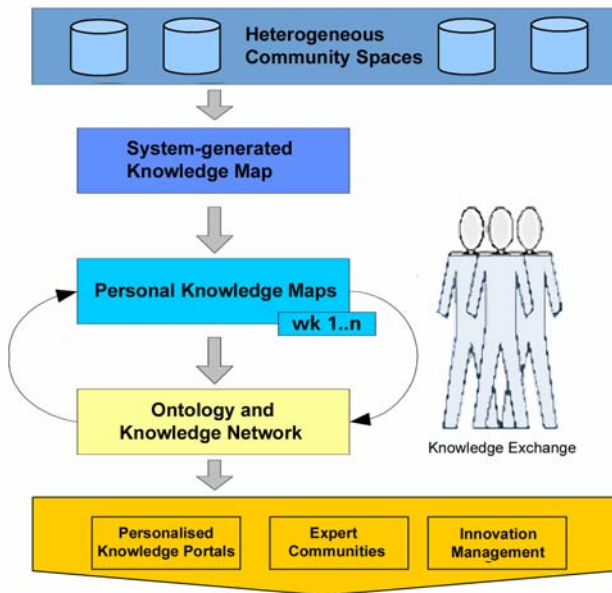 Heterogeneous
Community Spaces
System-generated
Knowledge Map
Personal Knowledge Maps
wk 1..n
Ontology and
Knowledge Network
Knowledge Exchange
Personalised
Knowledge Portals
Expert
Communities
Innovation
Management